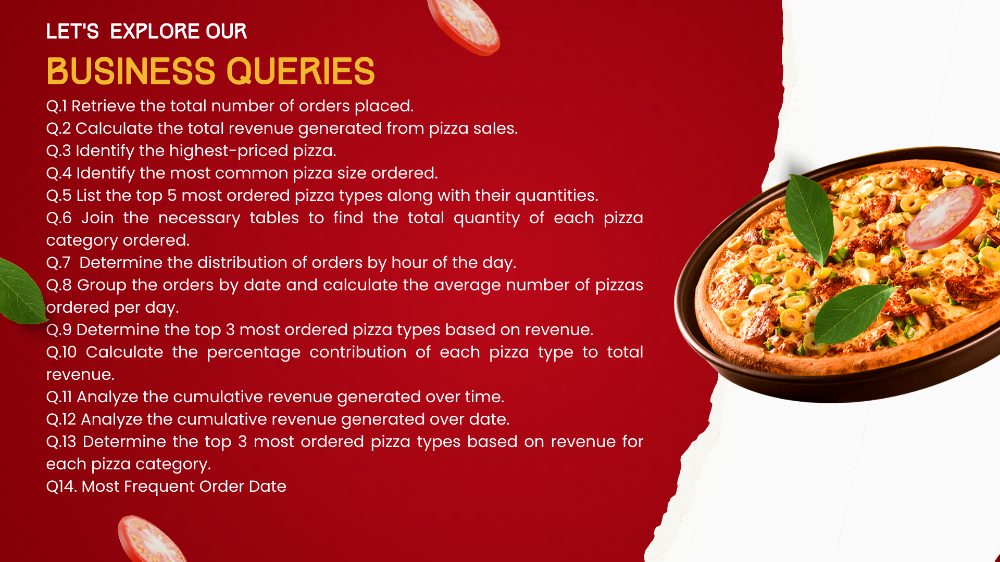 LET'S EXPLORE OUR
BUSINESS QUERIES
Q.1 Retrieve the total number of orders placed.
Q.2 Calculate the total revenue generated from pizza sales.
Q.3 Identify the highest-priced pizza.
Q.4 Identify the most common pizza size ordered.
Q.5 List the top 5 most ordered pizza types along with their quantities.
Q.6 Join the necessary tables to find the total quantity of each pizza
category ordered.
Q.7 Determine the distribution of orders by hour of the day.
Q.8 Group the orders by date and calculate the average number of pizzas
ordered per day.
Q.9 Determine the top 3 most ordered pizza types based on revenue.
Q.10 Calculate the percentage contribution of each pizza type to total
revenue.
Q.11 Analyze the cumulative revenue generated over time.
Q.12 Analyze the cumulative revenue generated over date.
Q.13 Determine the top 3 most ordered pizza types based on revenue for
each pizza category.
Q14. Most Frequent Order Date